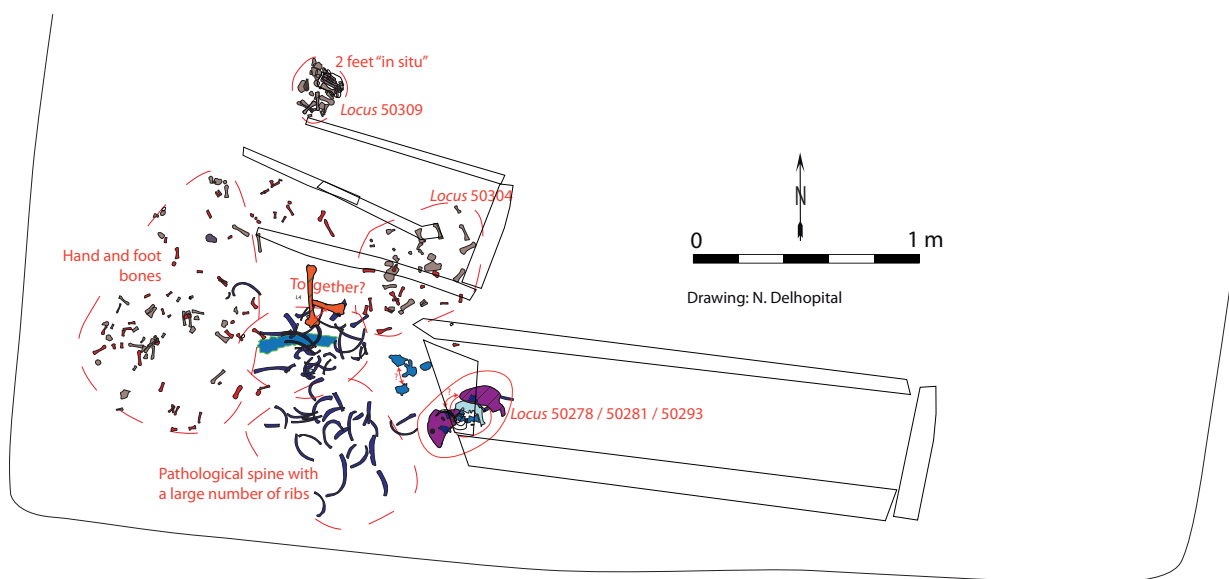 2 feet “in situ”
Locus 50309
Locus 50304
N
0 1 m
Drawing: N. Delhopital
Hand and foot
bones
Together?
L4
?
?
Locus 50278 / 50281 / 50293
Pathological spine with
a large number of ribs